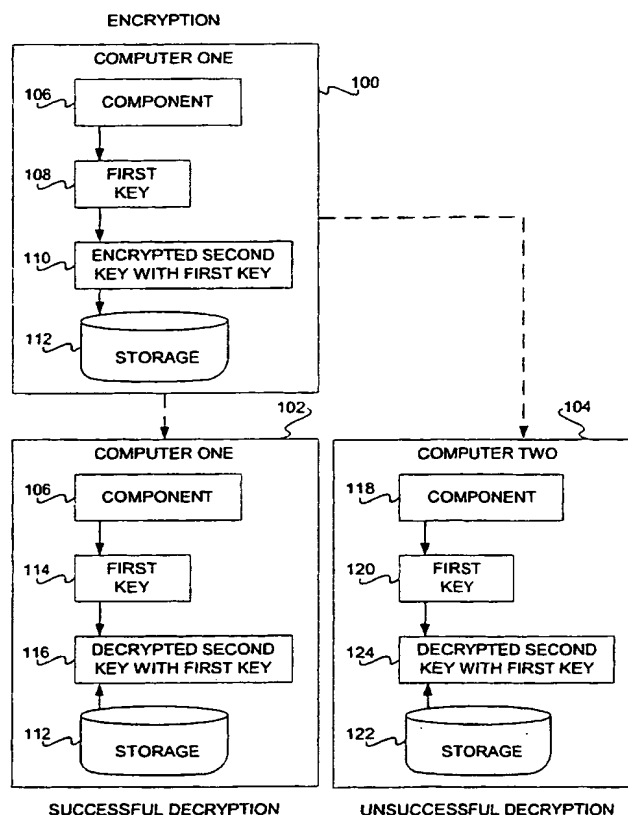 ENCRYPTION
COMPUTER ONE
100
106
COMPONENT
108
FIRST
KEY
110
ENCRYPTED SECOND
KEY WITH FIRST KEY
112
STORAGE
102
COMPUTER ONE
106
COMPONENT
114
FIRST
KEY
116
DECRYPTED SECOND
KEY WITH FIRST KEY
112
STORAGE
SUCCESSFUL DECRYPTION
104
COMPUTER TWO
118
COMPONENT
120
FIRST
KEY
124
DECRYPTED SECOND
KEY WITH FIRST KEY
122
STORAGE
UNSUCCESSFUL DECRYPTION